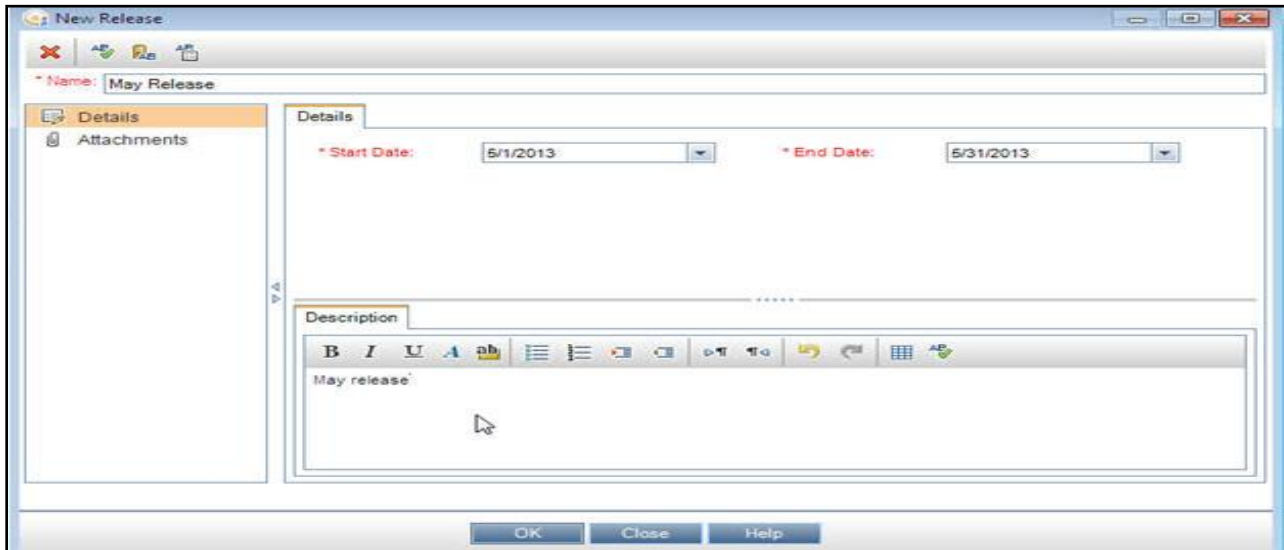 New Release
* Name: May Release
Details
Attachments
Details
* Start Date: 5/1/2013 * End Date: 5/31/2013
Description
B I U A ab
May release
OK Close Help